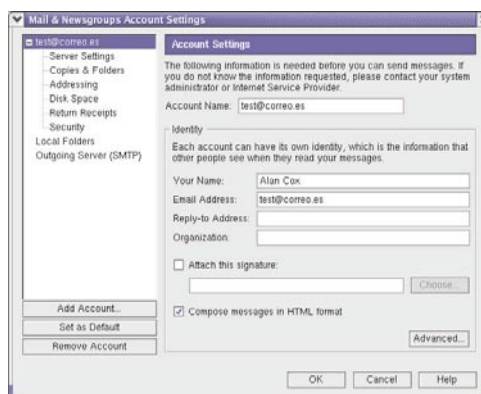 Mail & Newsgroups Account Settings
test@correo.es
Server Settings
Copies & Folders
Addressing
Disk Space
Return Receipts
Security
Local Folders
Outgoing Server (SMTP)
Add Account...
Set as Default
Remove Account
Account Settings
The following information is needed before you can send messages. If
you do not know the information requested, please contact your system
administrator or Internet Service Provider.
Account Name: test@correo.es
Identity
Each account can have its own identity, which is the information that
other people see when they read your messages.
Your Name: Alan Cox
Email Address: test@correo.es
Reply-to Address:
Organization:
Attach this signature:
Choose...
Compose messages in HTML format
Advanced...
OK Cancel Help